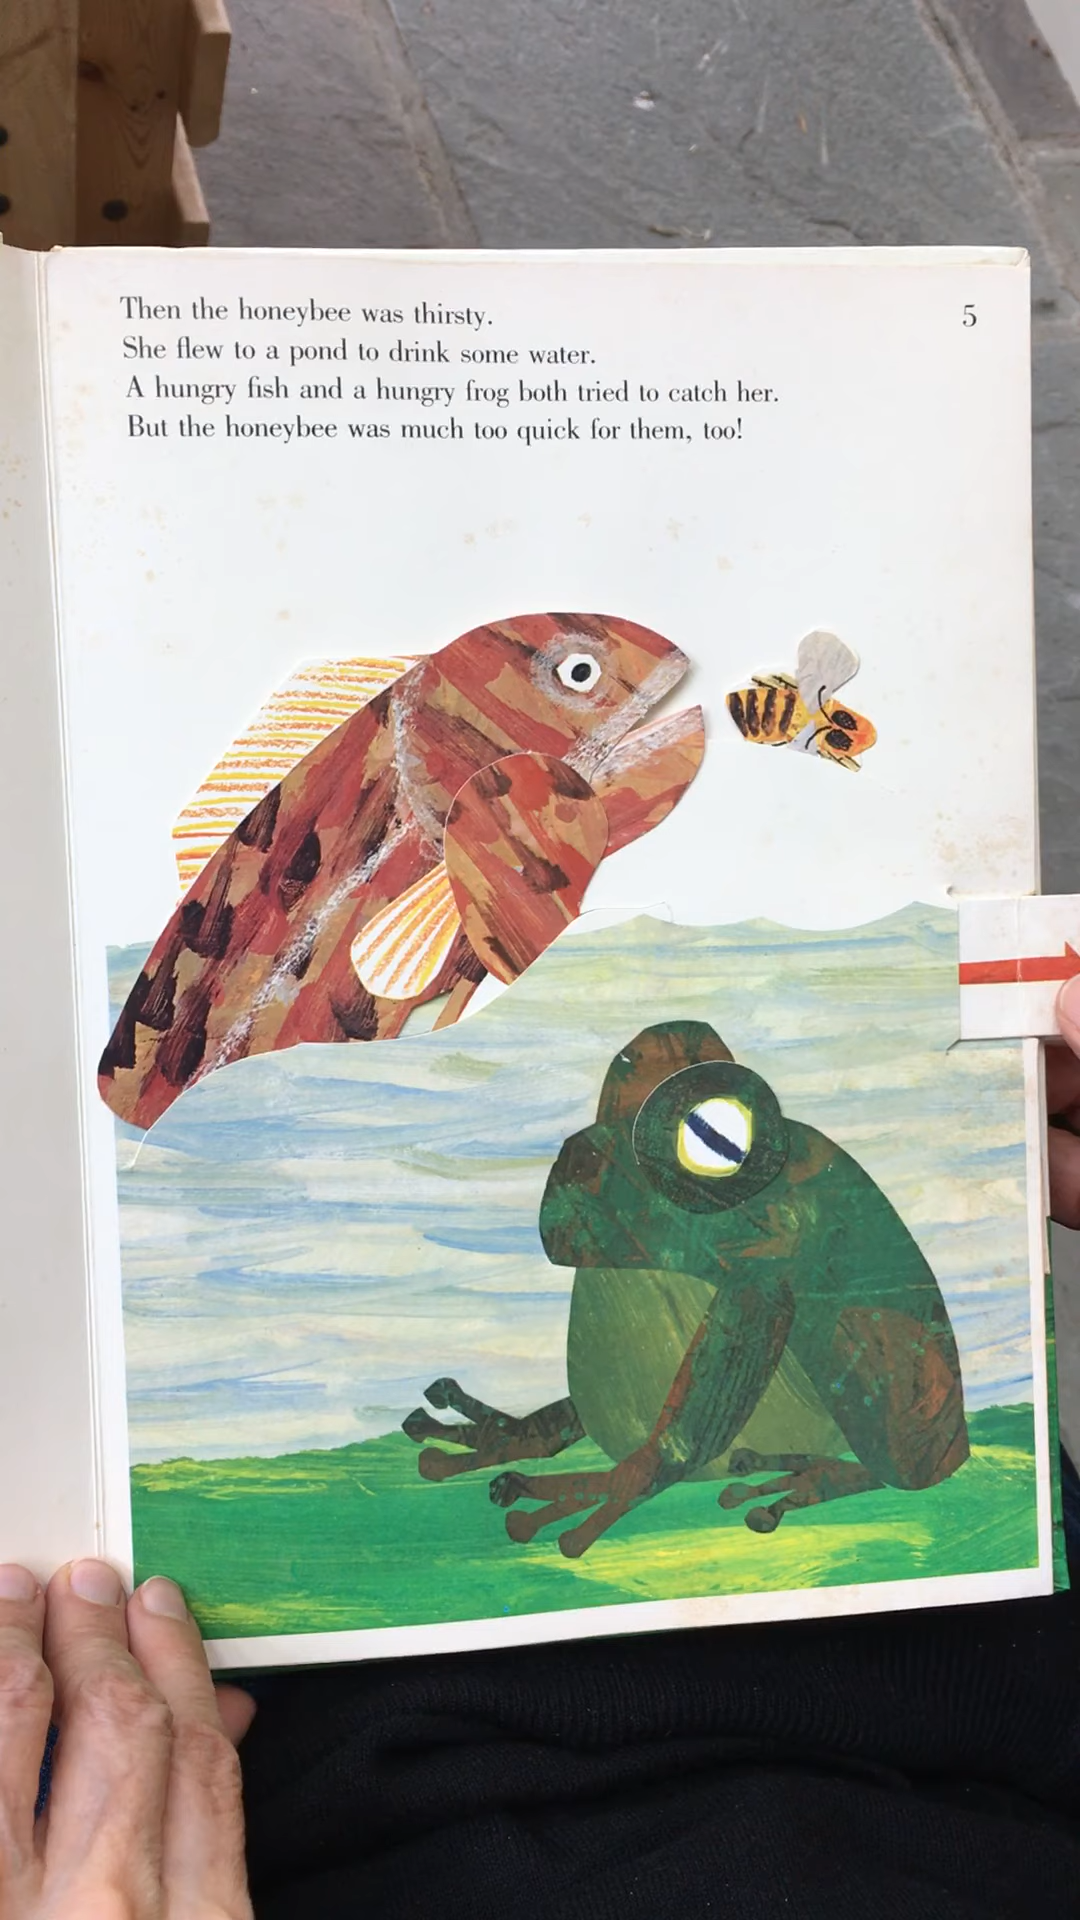 Then the honeybee was thirsty.
She flew to a pond to drink some water.
A hungry fish and a hungry frog both tried to catch her.
But the honeybee was much too quick for them, too!
5